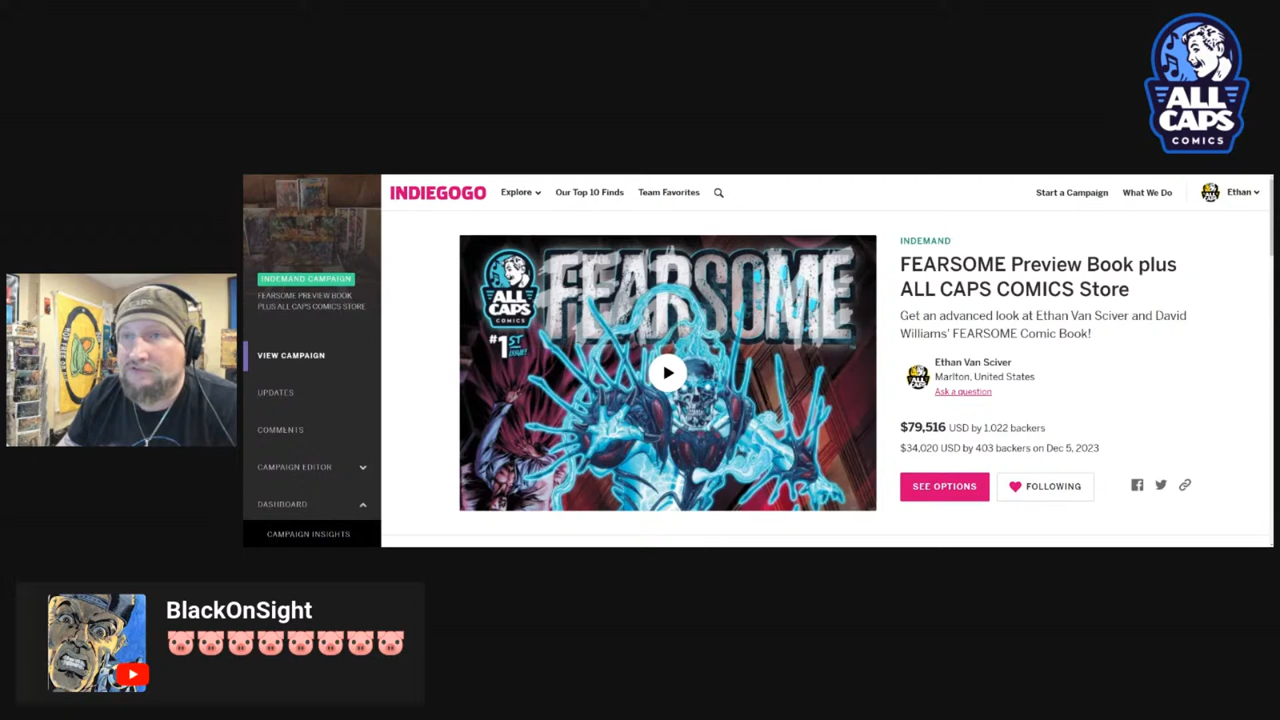 ALL
CAPS
COMICS
INDIEGOGO
Explore
Our Top 10 Finds
Team Favorites
Start a Campaign
What We Do
Ethan
INDEMAND CAMPAIGN
FEARSOME PREVIEW BOOK
PLUS ALL CAPS COMICS STORE
VIEW CAMPAIGN
UPDATES
COMMENTS
CAMPAIGN EDITOR
DASHBOARD
CAMPAIGN INSIGHTS
ALL
CAPS
COMICS
FEARSOME
#1 1ST
ISSUE!
INDEMAND
FEARSOME Preview Book plus
ALL CAPS COMICS Store
Get an advanced look at Ethan Van Sciver and David
Williams' FEARSOME Comic Book!
Ethan Van Sciver
Marlton, United States
Ask a question
$79,516 USD by 1,022 backers
$34,020 USD by 403 backers on Dec 5, 2023
SEE OPTIONS
FOLLOWING
BlackOnSight
🐷🐷🐷🐷🐷🐷🐷🐷